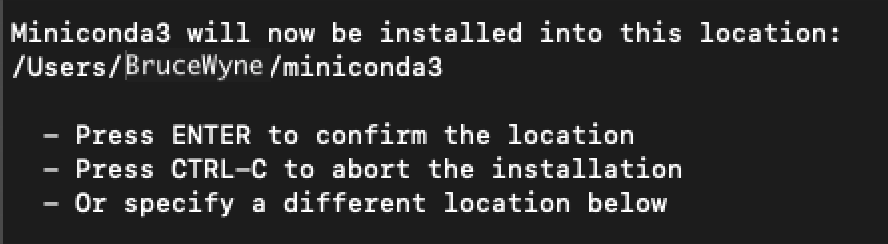 Miniconda3 will now be installed into this location:
/Users/BruceWyne/miniconda3
– Press ENTER to confirm the location
– Press CTRL–C to abort the installation
– Or specify a different location below